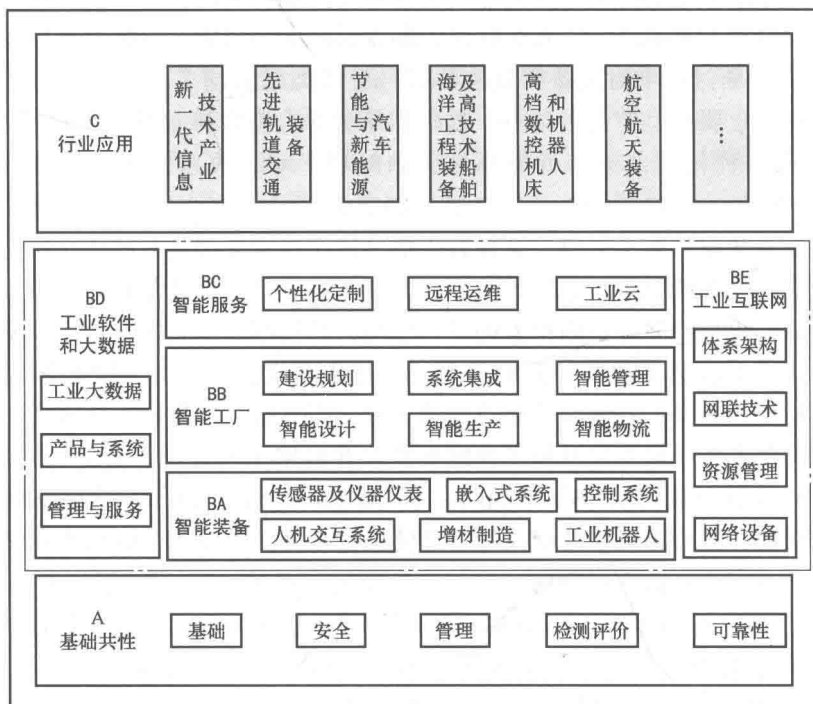 C
行业应用
新一代信息技术产业
先进轨道交通装备
节能与新能源汽车
海洋工程装备及高技术船舶
高档数控机床和机器人
航空航天装备
…
BD
工业软件
和大数据
工业大数据
产品与系统
管理与服务
BC
智能服务
个性化定制
远程运维
工业云
BB
智能工厂
建设规划
系统集成
智能管理
智能设计
智能生产
智能物流
BA
智能装备
传感器及仪器仪表
嵌入式系统
控制系统
人机交互系统
增材制造
工业机器人
BE
工业互联网
体系架构
网联技术
资源管理
网络设备
A
基础共性
基础
安全
管理
检测评价
可靠性